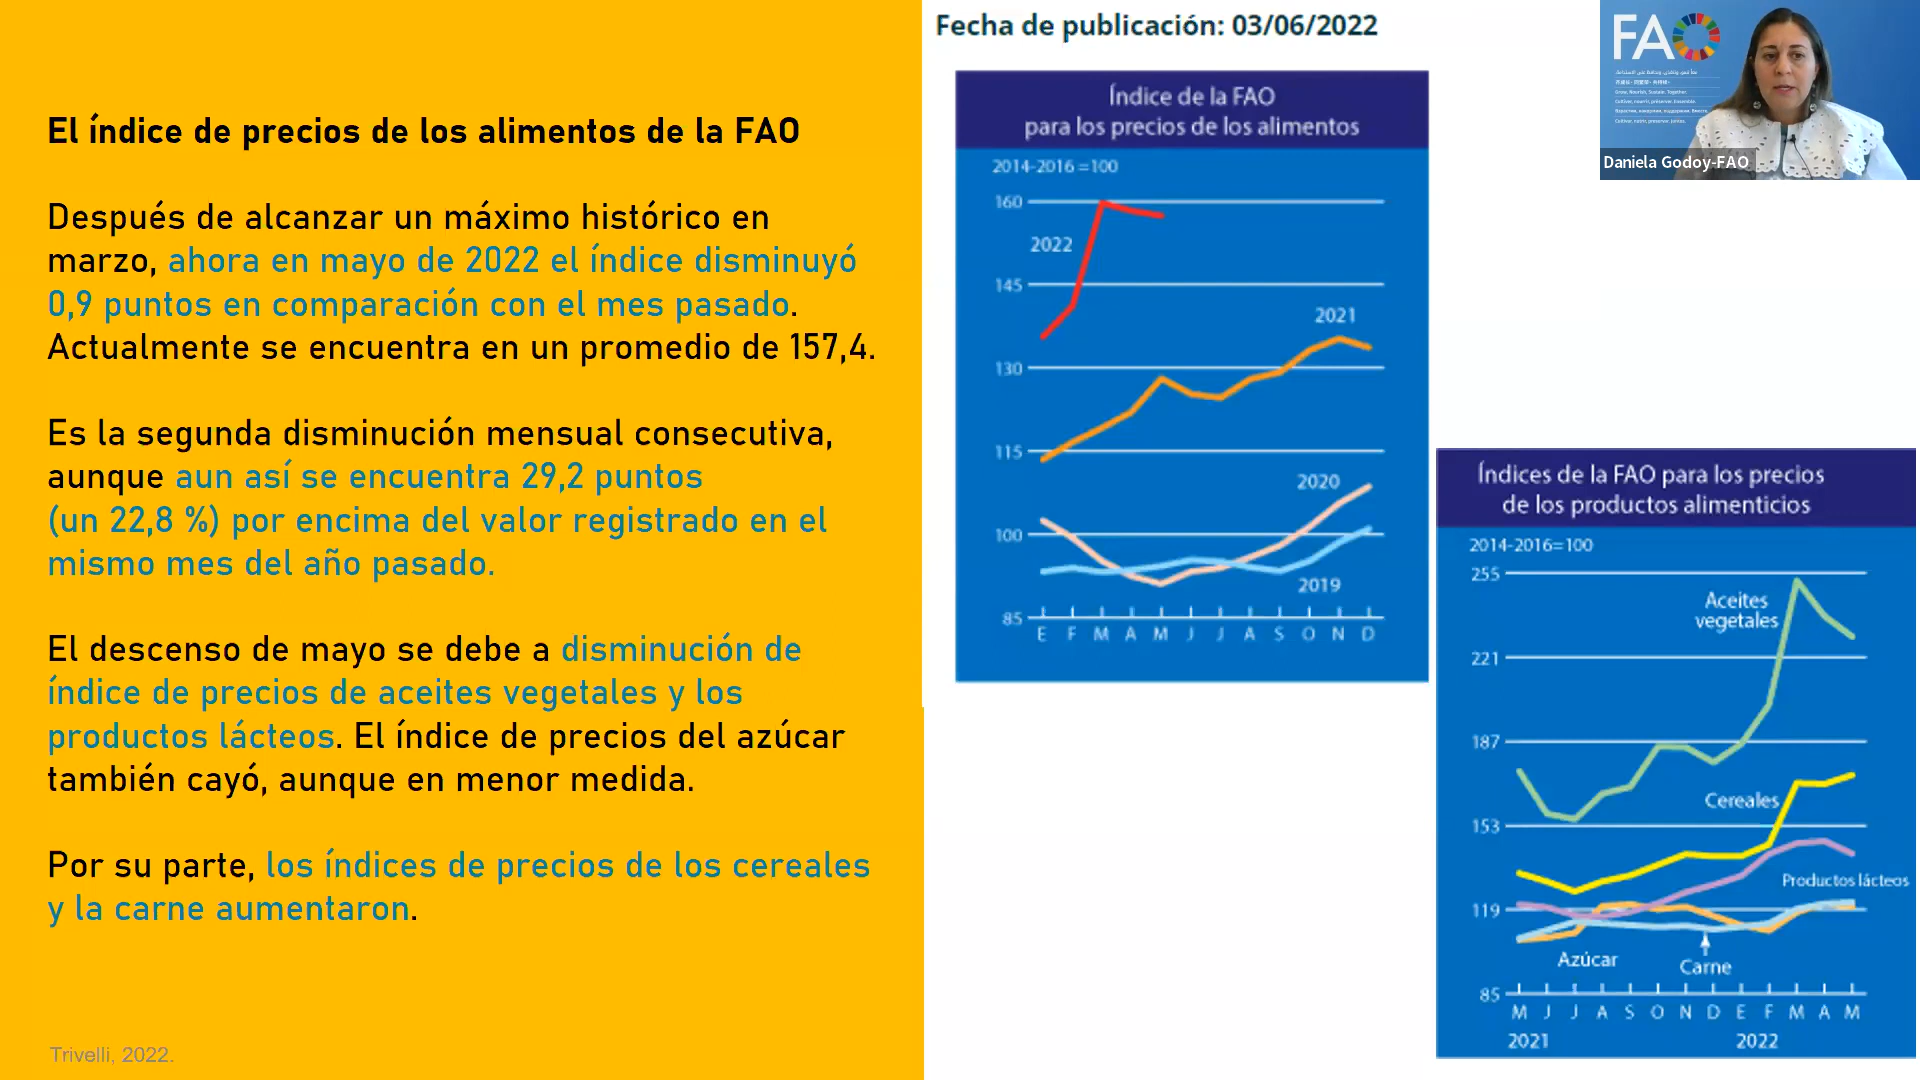 El índice de precios de los alimentos de la FAO
Después de alcanzar un máximo histórico en
marzo, ahora en mayo de 2022 el índice disminuyó
0,9 puntos en comparación con el mes pasado.
Actualmente se encuentra en un promedio de 157,4.
Es la segunda disminución mensual consecutiva,
aunque aun así se encuentra 29,2 puntos
(un 22,8 %) por encima del valor registrado en el
mismo mes del año pasado.
El descenso de mayo se debe a disminución de
índice de precios de aceites vegetales y los
productos lácteos. El índice de precios del azúcar
también cayó, aunque en menor medida.
Por su parte, los índices de precios de los cereales
y la carne aumentaron.
Trivelli, 2022.
Fecha de publicación: 03/06/2022
Índice de la FAO
para los precios de los alimentos
2014-2016 =100
160
2022
145
2021
130
115
2020
100
2019
85
E F M A M J J A S O N D
Índices de la FAO para los precios
de los productos alimenticios
2014-2016=100
255
Aceites
vegetales
221
187
Cereales
153
Productos lácteos
119
Azúcar
Carne
85
M J J A S O N D E F M A M
2021 2022
FAO
Grow, Nourish, Sustain. Together.
Daniela Godoy-FAO